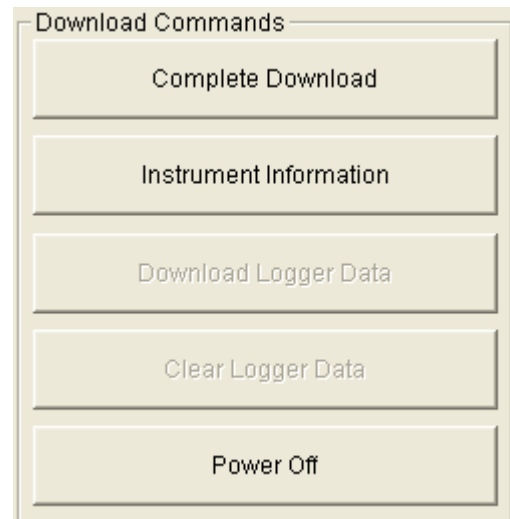 Download Commands
Complete Download
Instrument Information
Download Logger Data
Clear Logger Data
Power Off